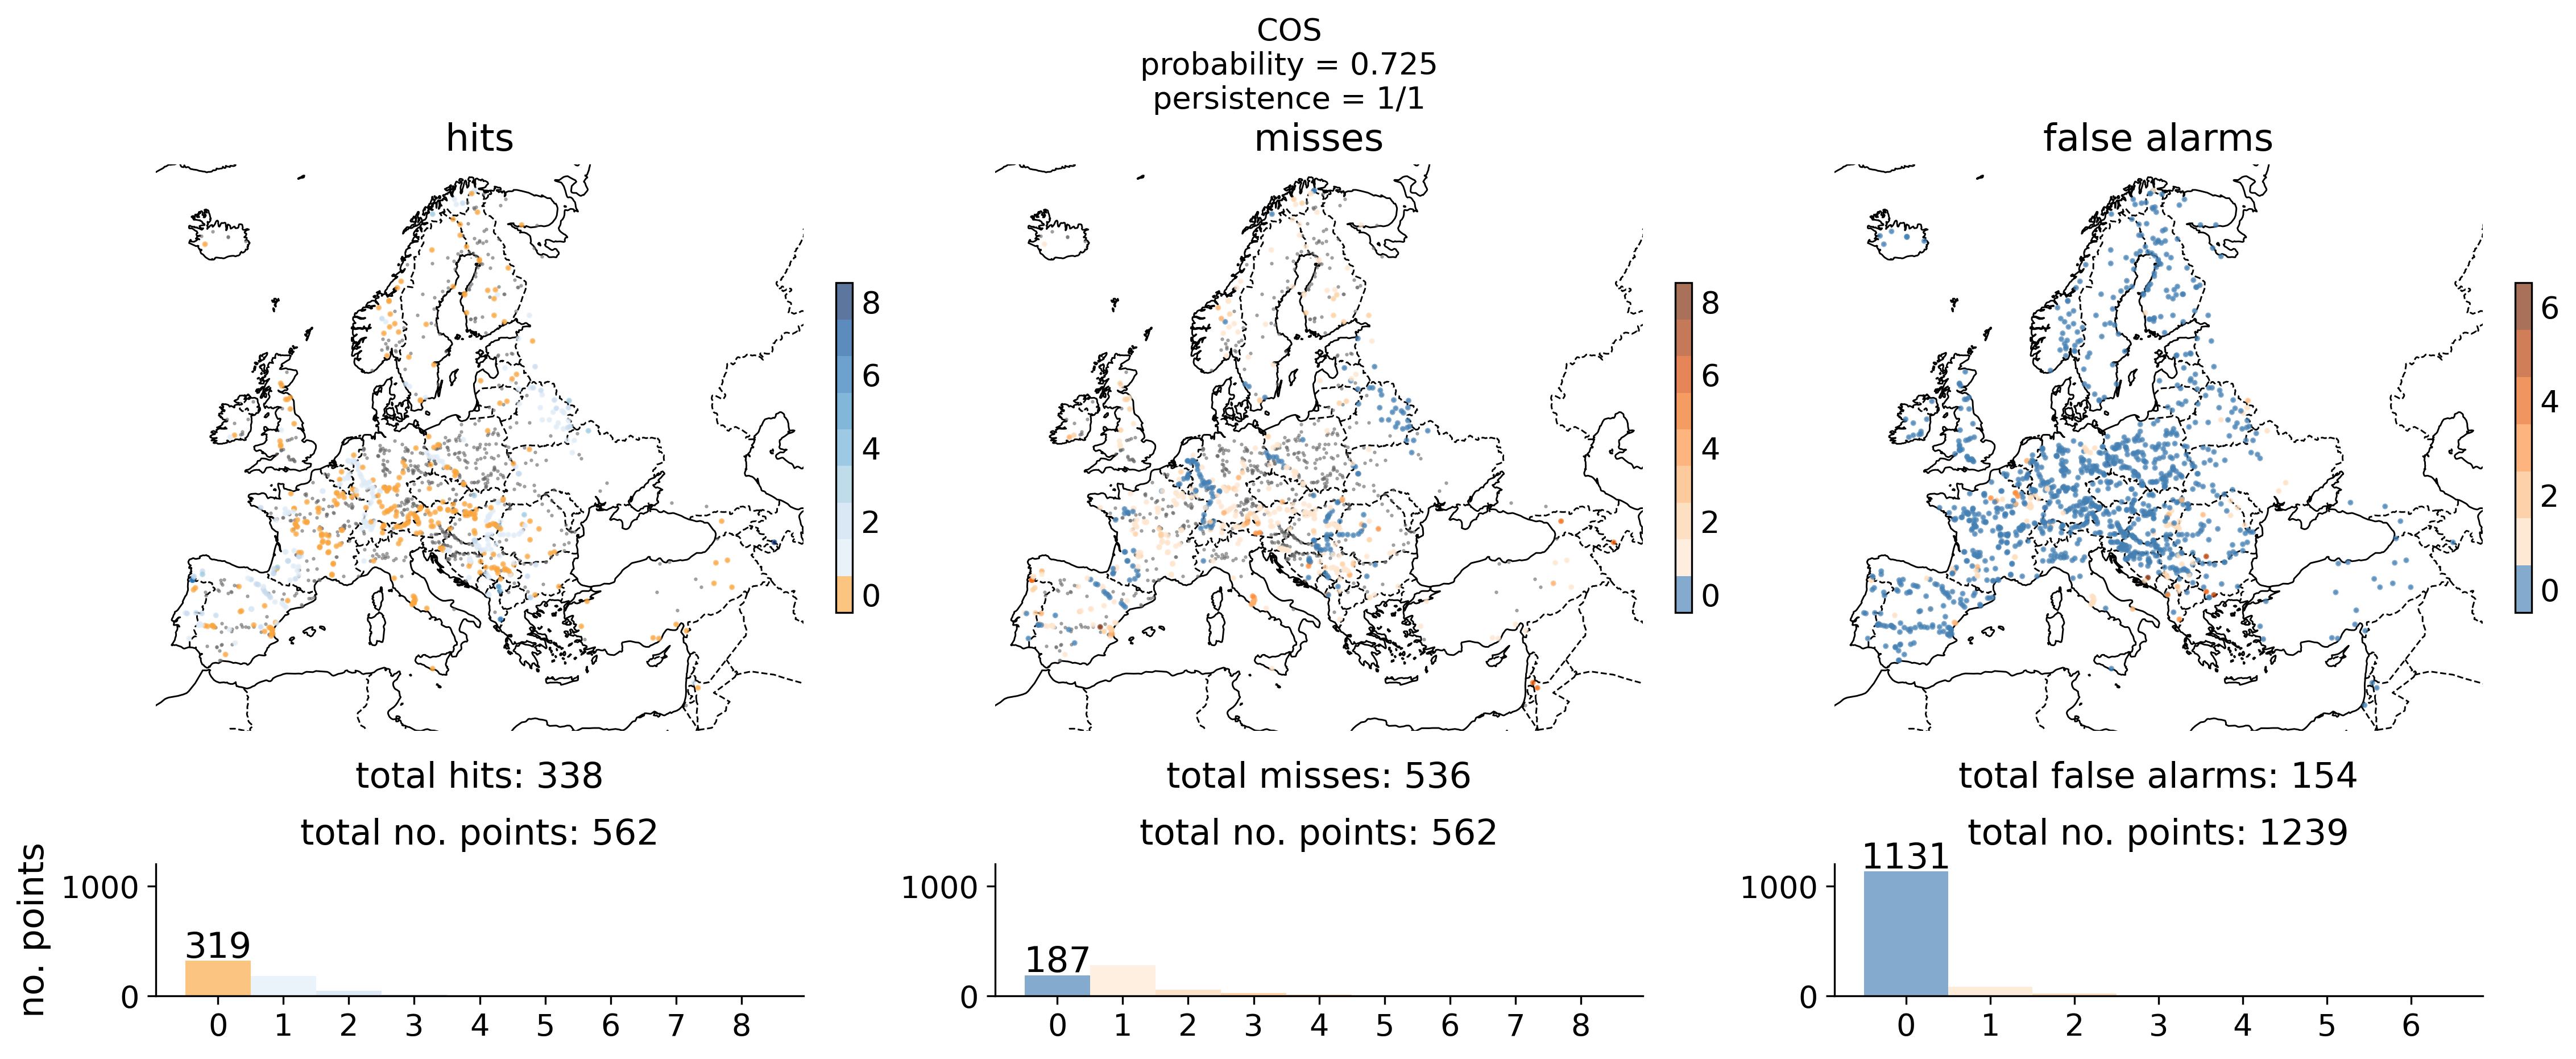 COS
probability = 0.725
persistence = 1/1
hits
misses
false alarms
8
6
4
2
0
8
6
4
2
0
6
4
2
0
total hits: 338
total misses: 536
total false alarms: 154
total no. points: 562
total no. points: 562
total no. points: 1239
no. points
1000
0
319
0 1 2 3 4 5 6 7 8
1000
0
187
0 1 2 3 4 5 6 7 8
1000
0
1131
0 1 2 3 4 5 6